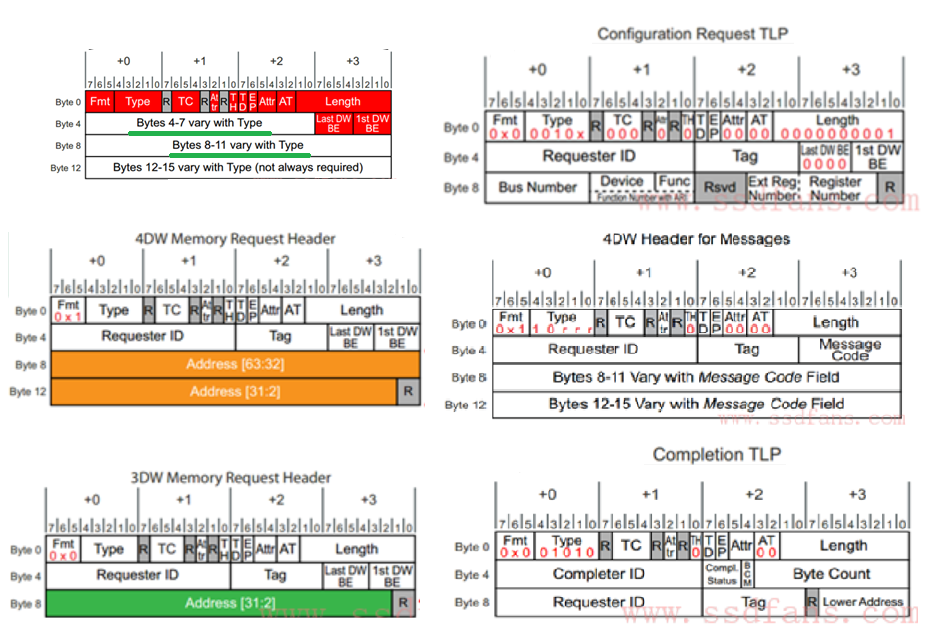 +0 +1 +2 +3
7 6 5 4 3 2 1 0 7 6 5 4 3 2 1 0 7 6 5 4 3 2 1 0 7 6 5 4 3 2 1 0
Byte 0 Fmt Type R TC R At tr R T H T D E P Attr AT Length
Byte 4 Bytes 4-7 vary with Type Last DW BE 1st DW BE
Byte 8 Bytes 8-11 vary with Type
Byte 12 Bytes 12-15 vary with Type (not always required)
Configuration Request TLP
+0 +1 +2 +3
7 6 5 4 3 2 1 0 7 6 5 4 3 2 1 0 7 6 5 4 3 2 1 0 7 6 5 4 3 2 1 0
Byte 0 Fmt 0 x 0 Type 0 0 1 0 x R TC 0 0 0 R At tr R TH 0 T D E P Attr 0 0 AT 0 0 Length 0 0 0 0 0 0 0 0 0 1
Byte 4 Requester ID Tag Last DW BE 0 0 0 0 1st DW BE
Byte 8 Bus Number Device Func Function Number with ARI Rsvd Ext Reg Number Register Number R
www.ssdfans.com
4DW Memory Request Header
+0 +1 +2 +3
7 6 5 4 3 2 1 0 7 6 5 4 3 2 1 0 7 6 5 4 3 2 1 0 7 6 5 4 3 2 1 0
Byte 0 Fmt 0 x 1 Type R TC R At tr R T H T D E P Attr AT Length
Byte 4 Requester ID Tag Last DW BE 1st DW BE
Byte 8 Address [63:32]
Byte 12 Address [31:2] R
4DW Header for Messages
+0 +1 +2 +3
7 6 5 4 3 2 1 0 7 6 5 4 3 2 1 0 7 6 5 4 3 2 1 0 7 6 5 4 3 2 1 0
Byte 0 Fmt 0 x 1 Type 1 0 r r r R TC R At tr R TH 0 T D E P Attr 0 0 AT 0 0 Length
Byte 4 Requester ID Tag Message Code
Byte 8 Bytes 8-11 Vary with Message Code Field
Byte 12 Bytes 12-15 Vary with Message Code Field
www.ssdfans.com
3DW Memory Request Header
+0 +1 +2 +3
7 6 5 4 3 2 1 0 7 6 5 4 3 2 1 0 7 6 5 4 3 2 1 0 7 6 5 4 3 2 1 0
Byte 0 Fmt 0 x 0 Type R TC R At tr R T H T D E P Attr AT Length
Byte 4 Requester ID Tag Last DW BE 1st DW BE
Byte 8 Address [31:2] R
www.ssdfans.com
Completion TLP
+0 +1 +2 +3
7 6 5 4 3 2 1 0 7 6 5 4 3 2 1 0 7 6 5 4 3 2 1 0 7 6 5 4 3 2 1 0
Byte 0 Fmt 0 x 0 Type 0 1 0 1 0 R TC R At tr R TH 0 T D E P Attr AT 0 0 Length
Byte 4 Completer ID Compl. Status B C M Byte Count
Byte 8 Requester ID Tag R Lower Address
www.ssdfans.com